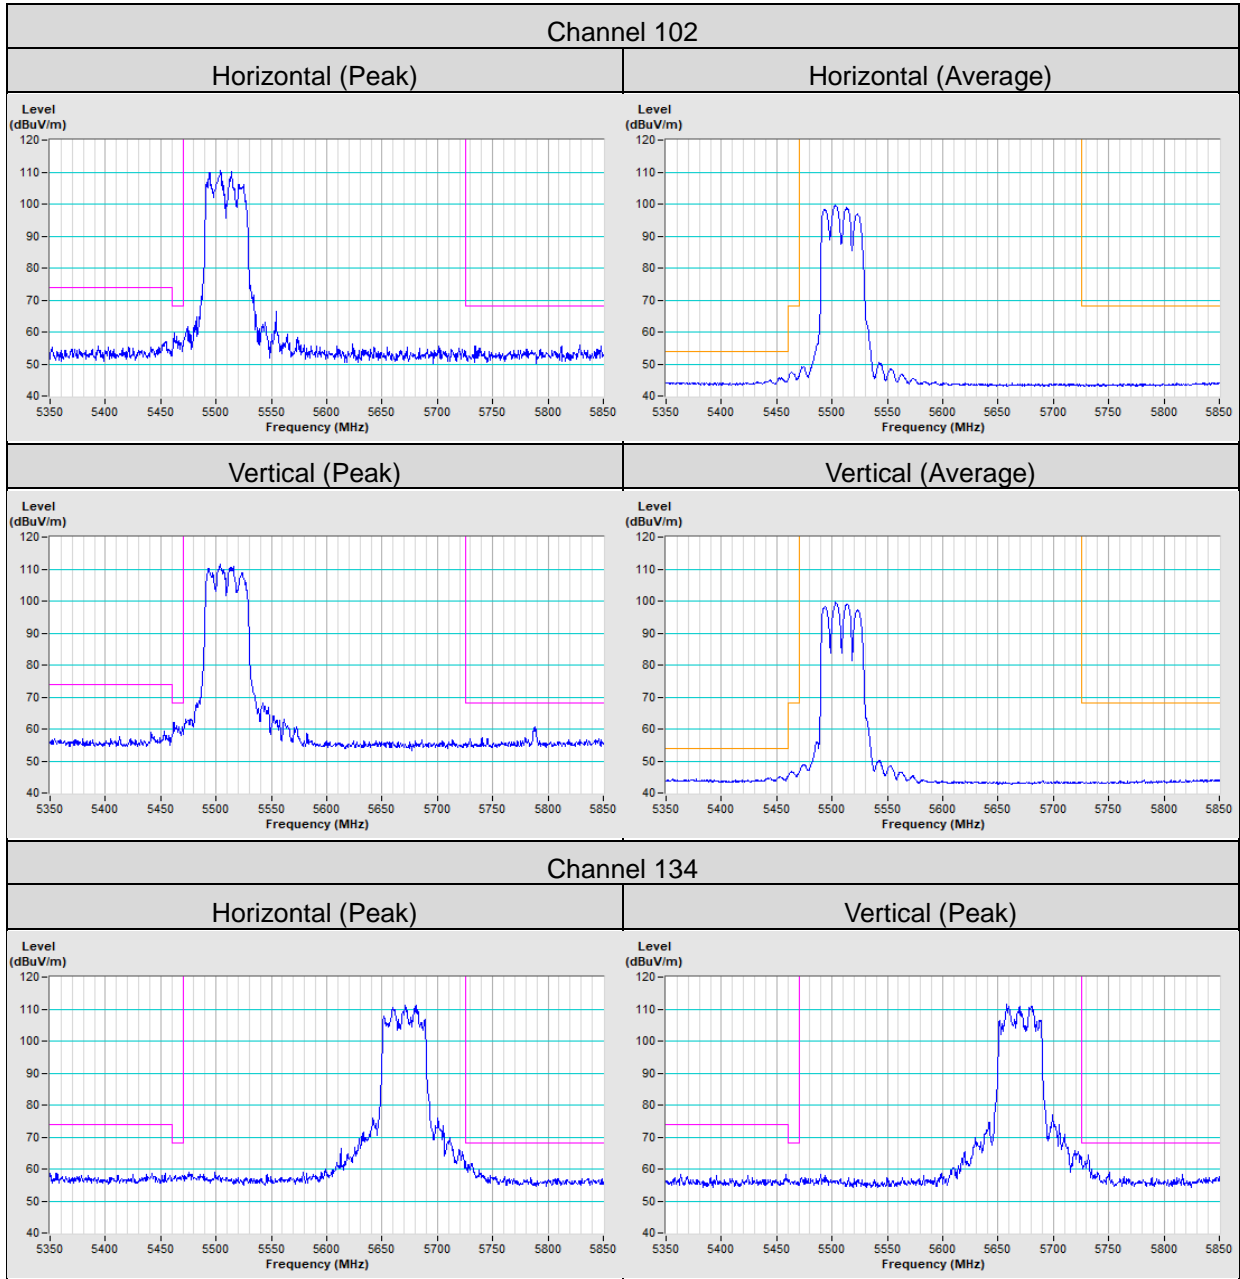 Channel 102
Horizontal (Peak) Horizontal (Average)
Level Level
(dBuV/m) (dBuV/m)
120 120
110 110
100 100
90 90
80 80
70 70
60 60
50 50
40 40
5350 5400 5450 5500 5550 5600 5650 5700 5750 5800 5850 5350 5400 5450 5500 5550 5600 5650 5700 5750 5800 5850
Frequency (MHz) Frequency (MHz)
Vertical (Peak) Vertical (Average)
Level Level
(dBuV/m) (dBuV/m)
120 120
110 110
100 100
90 90
80 80
70 70
60 60
50 50
40 40
5350 5400 5450 5500 5550 5600 5650 5700 5750 5800 5850 5350 5400 5450 5500 5550 5600 5650 5700 5750 5800 5850
Frequency (MHz) Frequency (MHz)
Channel 134
Horizontal (Peak) Vertical (Peak)
Level Level
(dBuV/m) (dBuV/m)
120 120
110 110
100 100
90 90
80 80
70 70
60 60
50 50
40 40
5350 5400 5450 5500 5550 5600 5650 5700 5750 5800 5850 5350 5400 5450 5500 5550 5600 5650 5700 5750 5800 5850
Frequency (MHz) Frequency (MHz)